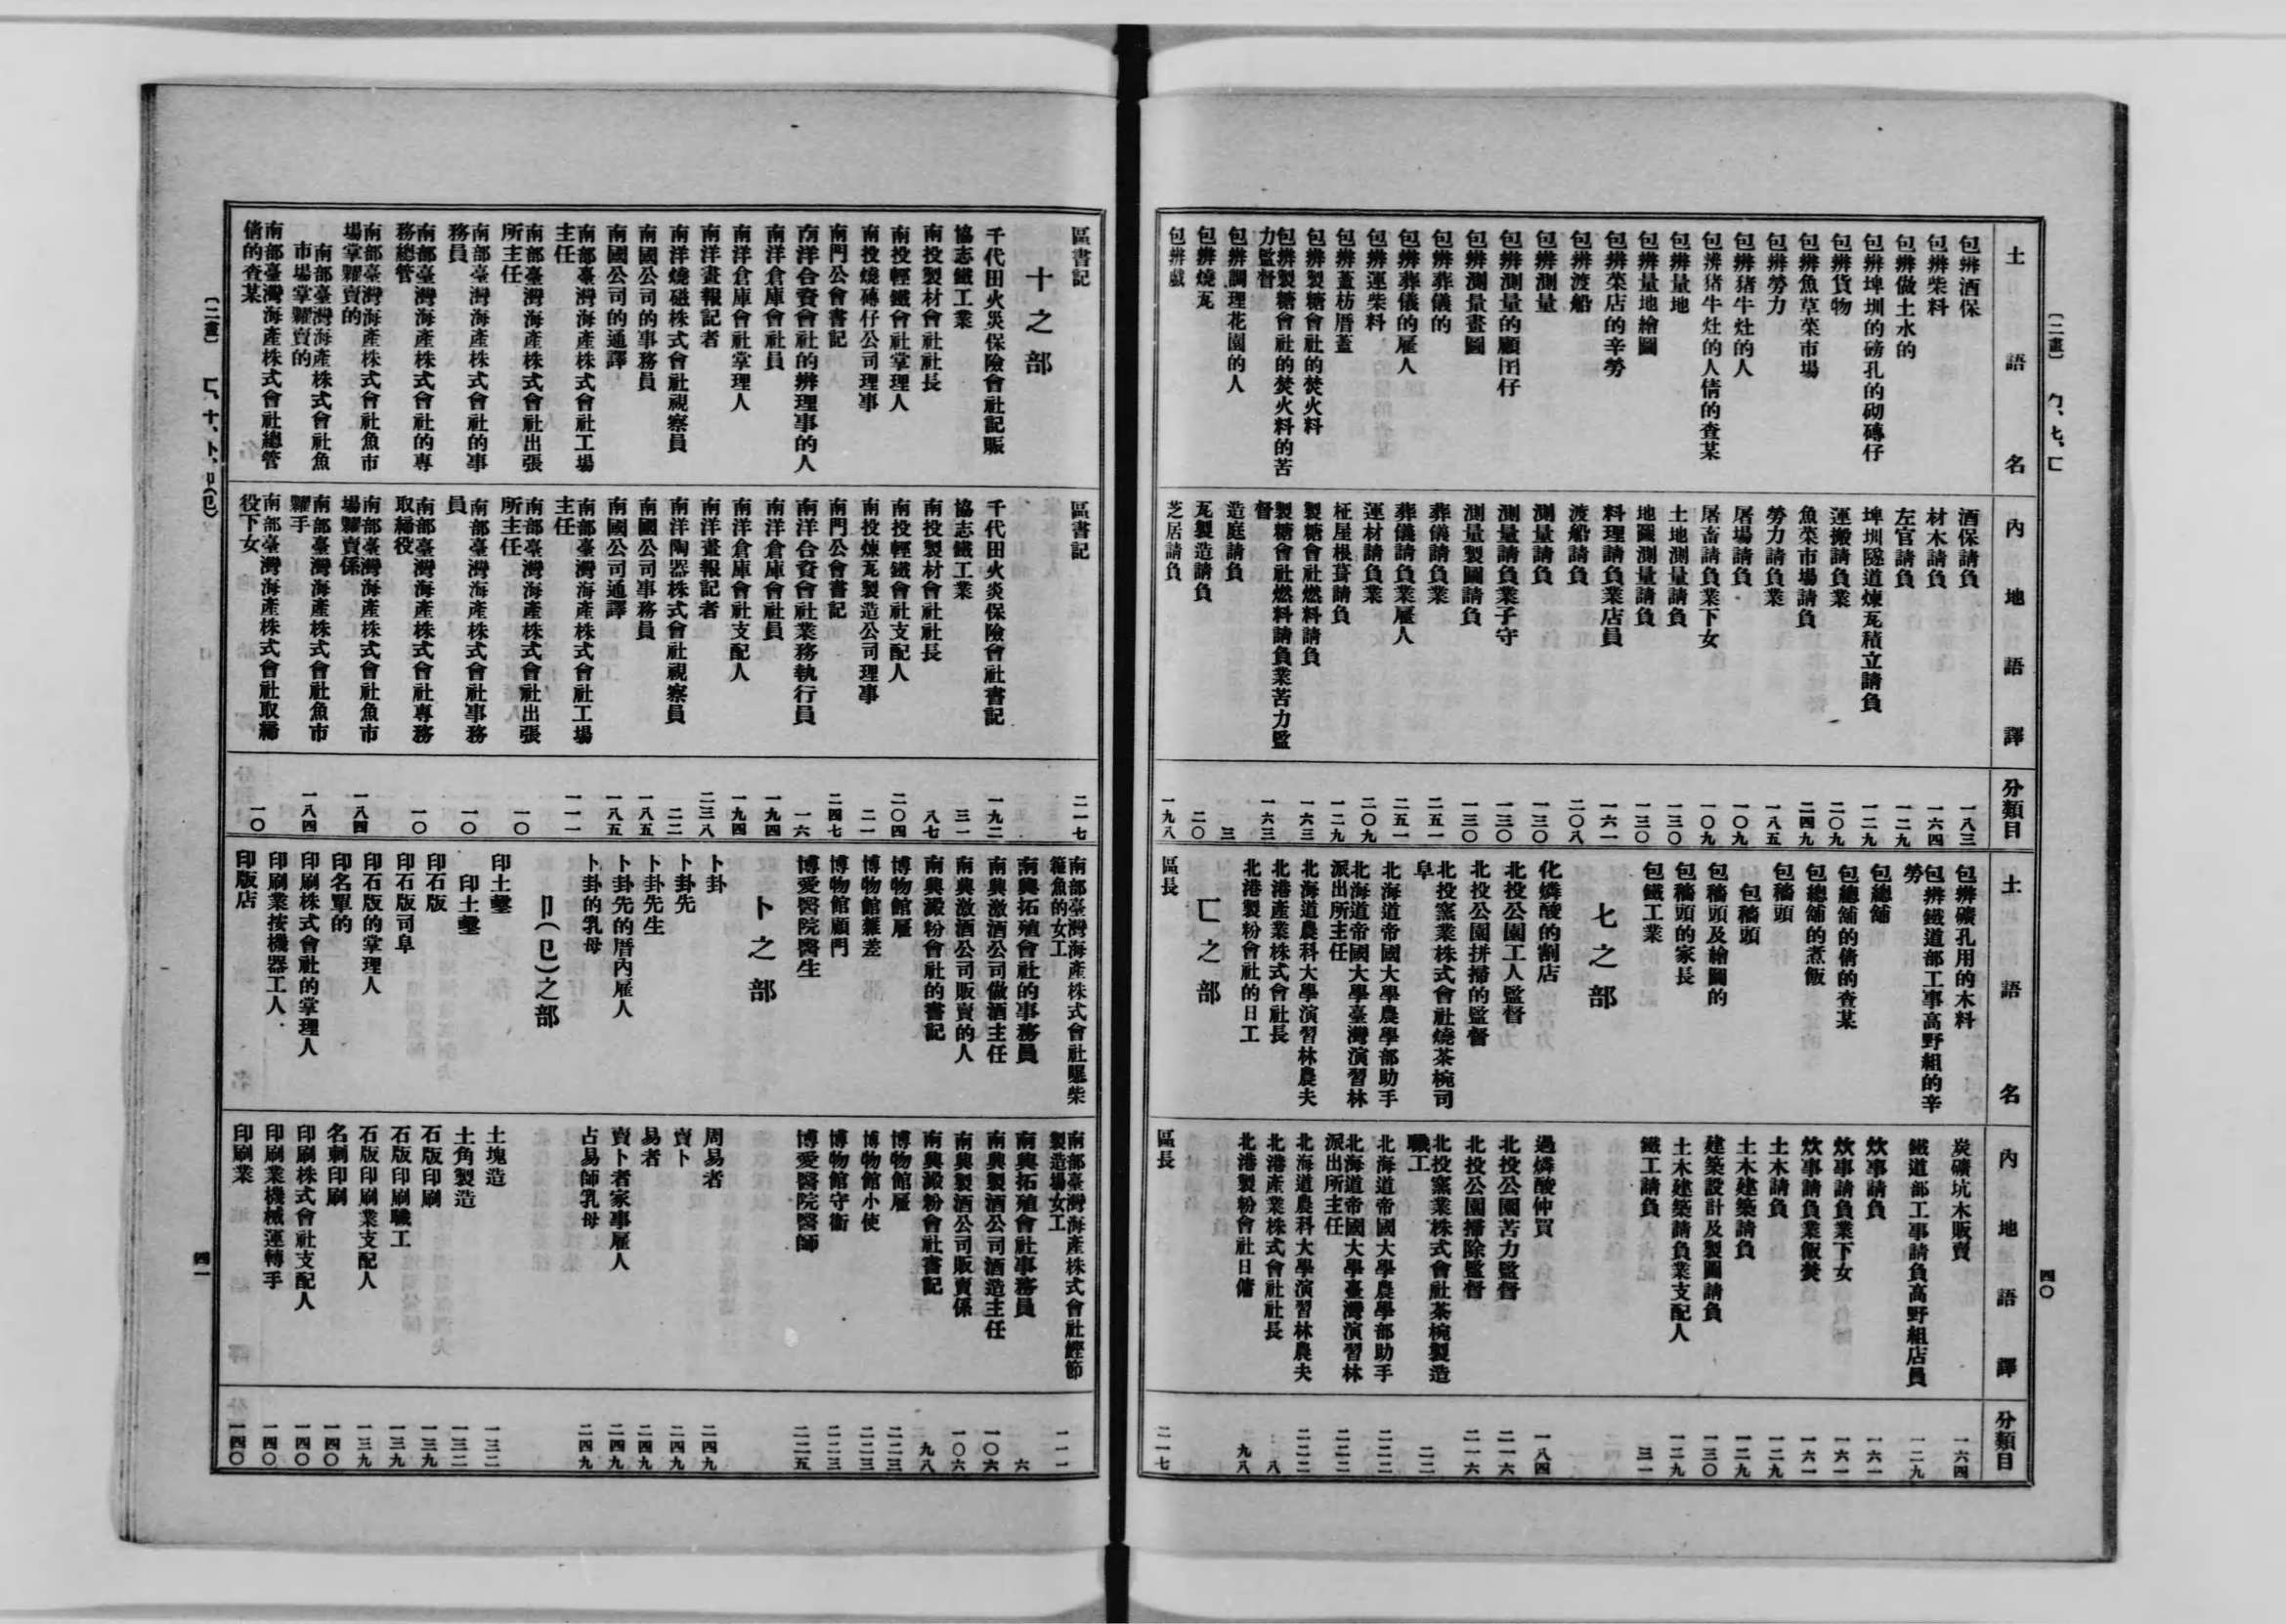 〔二畫〕 勹、匕、匚
四〇
土語名 內地語譯 分類目
包辨酒保 酒保請負 一八三
包辨柴料 材木請負 一六四
包辨做土水的 左官請負 一二九
包辨埤圳的磅孔的砌磚仔 埤圳隧道煉瓦積立請負 一二九
包辨貨物 運搬請負業 二〇九
包辨魚草菜市場 魚菜市場請負 二四九
包辨勞力 勞力請負業 一八五
包辨猪牛灶的人 屠場請負 一〇九
包辨猪牛灶的人倩的查某 屠畜請負業下女 一〇九
包辨量地 土地測量請負 一三〇
包辨量地繪圖 地圖測量請負 一三〇
包辨菜店的辛勞 料理請負業店員 一六一
包辨渡船 渡船請負 二〇八
包辨測量 測量請負 一三〇
包辨測量的顧囝仔 測量請負業子守 一三〇
包辨測量畫圖 測量製圖請負 一三〇
包辨葬儀的 葬儀請負業 二五一
包辨葬儀的雇人 葬儀請負業雇人 二五一
包辨運柴料 運材請負業 二〇九
包辨蓋枋厝蓋 柾屋根葺請負 一二九
包辨製糖會社的焚火料 製糖會社燃料請負 一六三
包辨製糖會社的焚火料的苦力監督 製糖會社燃料請負業苦力監督 一六三
包辨調理花園的人 造庭請負 三
包辨燒瓦 瓦製造請負 二〇
包辨戲 芝居請負 一九八
土語名 內地語譯 分類目
包辨礦孔用的木料 炭礦坑木販賣 一六四
包辨鐵道部工事高野組的辛勞 鐵道部工事請負高野組店員 一二九
包總舖 炊事請負 一六一
包總舖的倩的查某 炊事請負業下女 一六一
包總舖的煮飯 炊事請負業飯焚 一六一
包穡頭 土木請負 一二九
包穡頭 土木建築請負 一二九
包穡頭及繪圖的 建築設計及製圖請負 一三〇
包穡頭的家長 土木建築請負業支配人 一二九
包鐵工業 鐵工請負 三一
匕之部
化燐酸的割店 過燐酸仲買 一八四
北投公園工人監督 北投公園苦力監督 二一六
北投公園拼掃的監督 北投公園掃除監督 二一六
北投窯業株式會社燒茶椀司阜 北投窯業株式會社茶椀製造職工 二二
北海道帝國大學農學部助手 北海道帝國大學農學部助手 二二二
北海道帝國大學臺灣演習林派出所主任 北海道帝國大學臺灣演習林派出所主任 二二二
北海道農科大學演習林農夫 北海道農科大學演習林農夫 二二二
北港產業株式會社長 北港產業株式會社社長 八
北港製粉會社的日工 北港製粉會社日傭 九八
匚之部
區長 區長 二一七
〔二畫〕 匚、十、卜、卩(㔾)
四一
區書記 區書記 二一七
十之部
千代田火災保險會社記賬 千代田火災保險會社書記 一九二
協志鐵工業 協志鐵工業 三一
南投製材會社社長 南投製材會社社長 八七
南投輕鐵會社掌理人 南投輕鐵會社支配人 二〇四
南投燒磚仔公司理事 南投煉瓦製造公司理事 二一
南門公會書記 南門公會書記 二四七
南洋合資會社的辨理事的人 南洋合資會社業務執行員 一六
南洋倉庫會社員 南洋倉庫會社員 一九四
南洋倉庫會社掌理人 南洋倉庫會社支配人 一九四
南洋畫報記者 南洋畫報記者 二三八
南洋燒磁株式會社視察員 南洋陶器株式會社視察員 二二
南國公司的事務員 南國公司事務員 一八五
南國公司的通譯 南國公司通譯 一八五
南部臺灣海產株式會社工場主任 南部臺灣海產株式會社工場主任 一一一
南部臺灣海產株式會社出張所主任 南部臺灣海產株式會社出張所主任 一〇
南部臺灣海產株式會社的事務員 南部臺灣海產株式會社事務員 一〇
南部臺灣海產株式會社的專務總管 南部臺灣海產株式會社專務取締役 一〇
南部臺灣海產株式會社魚市場掌糶賣的 南部臺灣海產株式會社魚市場糶賣係 一八四
南部臺灣海產株式會社魚市場掌糶賣的 南部臺灣海產株式會社魚市糶手 一八四
南部臺灣海產株式會社總管倩的查某 南部臺灣海產株式會社取締役下女 一〇
南部臺灣海產株式會社曝柴箍魚的女工 南部臺灣海產株式會社鰹節製造場女工 一一一
南興拓殖會社的事務員 南興拓殖會社事務員 六
南興激酒公司做酒主任 南興製酒公司酒造主任 一〇六
南興激酒公司販賣的人 南興製酒公司販賣係 一〇六
南興澱粉會社的書記 南興澱粉會社書記 九八
博物館雇 博物館雇 二二三
博物館雜差 博物館小使 二二三
博物館顧門 博物館守衞 二二三
博愛醫院醫生 博愛醫院醫師 二二五
卜之部
卜卦 周易者 二四九
卜卦先 賣卜 二四九
卜卦先生 易者 二四九
卜卦先的厝內雇人 賣卜者家事雇人 二四九
卜卦的乳母 占易師乳母 二四九
卩(㔾)之部
印土墼 土塊造 一三二
印土墼 土角製造 一三二
印石版 石版印刷 一三九
印石版司阜 石版印刷職工 一三九
印石版的掌理人 石版印刷業支配人 一三九
印名單的 名刺印刷 一四〇
印刷株式會社的掌理人 印刷株式會社支配人 一四〇
印刷業按機器工人 印刷業機械運轉手 一四〇
印版店 印刷業 一四〇